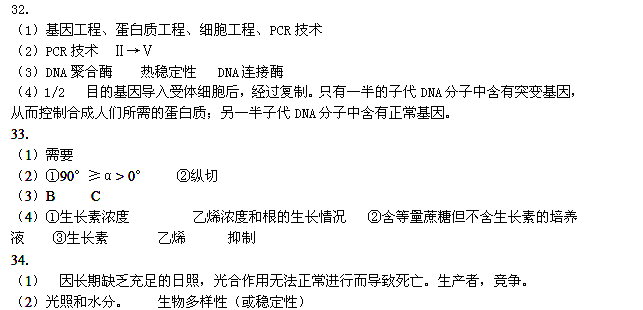 32.
（1）基因工程、蛋白质工程、细胞工程、PCR 技术
（2）PCR 技术　Ⅱ→Ⅴ
（3）DNA 聚合酶　　热稳定性　　DNA 连接酶
（4）1/2　　目的基因导入受体细胞后，经过复制。只有一半的子代 DNA 分子中含有突变基因，
从而控制合成人们所需的蛋白质；另一半子代 DNA 分子中含有正常基因。
33.
（1）需要
（2）①90° ≥α＞0°　　②纵切
（3）B　　C
（4）①生长素浓度　　　　乙烯浓度和根的生长情况　②含等量蔗糖但不含生长素的培养
液　　③生长素　　　乙烯　　　抑制
34.
（1）　因长期缺乏充足的日照，光合作用无法正常进行而导致死亡。生产者，竞争。
（2）光照和水分。　　生物多样性（或稳定性）